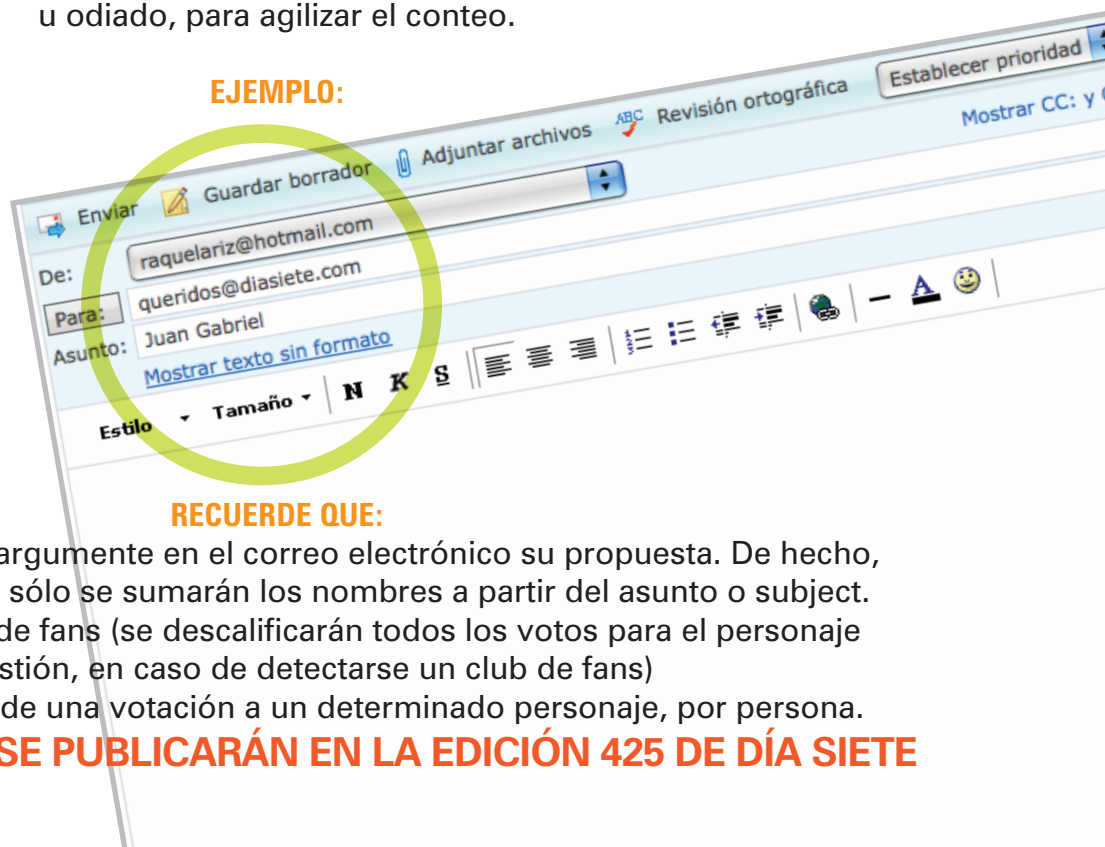 u odiado, para agilizar el conteo.
EJEMPLO:
Enviar Guardar borrador Adjuntar archivos ABC Revisión ortográfica Establecer prioridad
Mostrar CC: y
De: raquelariz@hotmail.com
Para: queridos@diasiete.com
Asunto: Juan Gabriel
Mostrar texto sin formato
Estilo Tamaño N K S A
RECUERDE QUE:
argumente en el correo electrónico su propuesta. De hecho,
sólo se sumarán los nombres a partir del asunto o subject.
de fans (se descalificarán todos los votos para el personaje
stión, en caso de detectarse un club de fans)
de una votación a un determinado personaje, por persona.
SE PUBLICARÁN EN LA EDICIÓN 425 DE DÍA SIETE